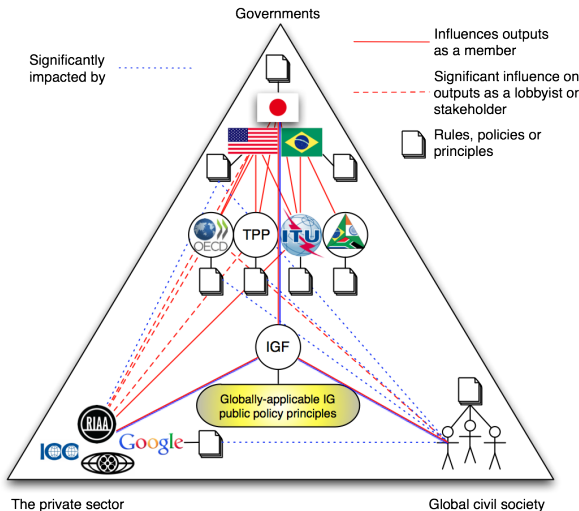 Governments
Significantly
impacted by
Influences outputs
as a member
Significant influence on
outputs as a lobbyist or
stakeholder
Rules, policies or
principles
OECD
TPP
ITU
IGF
Globally-applicable IG
public policy principles
RIAA
ICC
Google
The private sector
Global civil society